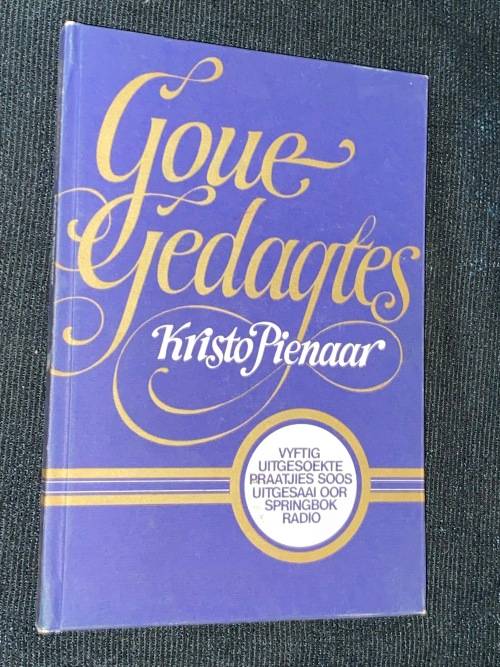 Goue
Gedagtes
Kristo Pienaar
VYFTIG
UITGESOEKTE
PRAATJIES SOOS
UITGESAAI OOR
SPRINGBOK
RADIO